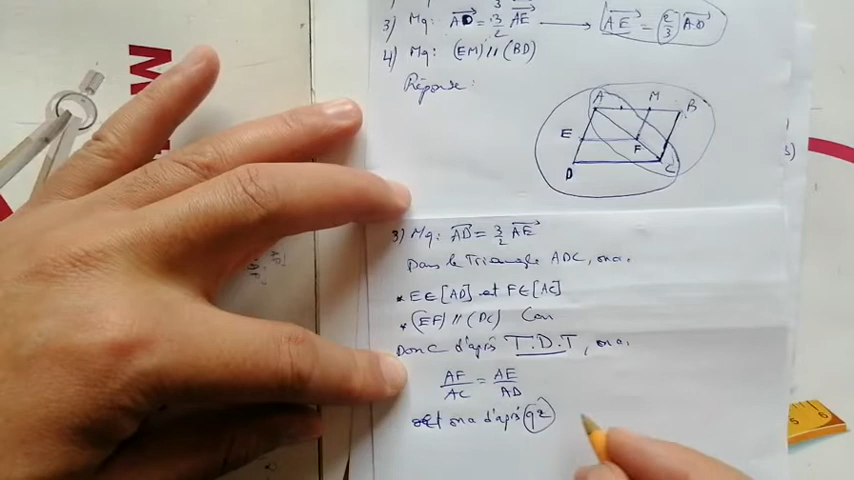 3) Mq: AD = 3/2 AE → AE = 2/3 AD
4) Mq: (EM) // (BD)
Réponse:
A M B
E F
D C
3) Mq: AD = 3/2 AE
Dans le Triangle ADC, on a.
* E ∈ [AD] et F ∈ [AC]
* (EF) // (DC)
Donc d'après T.D.T, on a.
AF/AC = AE/AD
et on a d'après q2